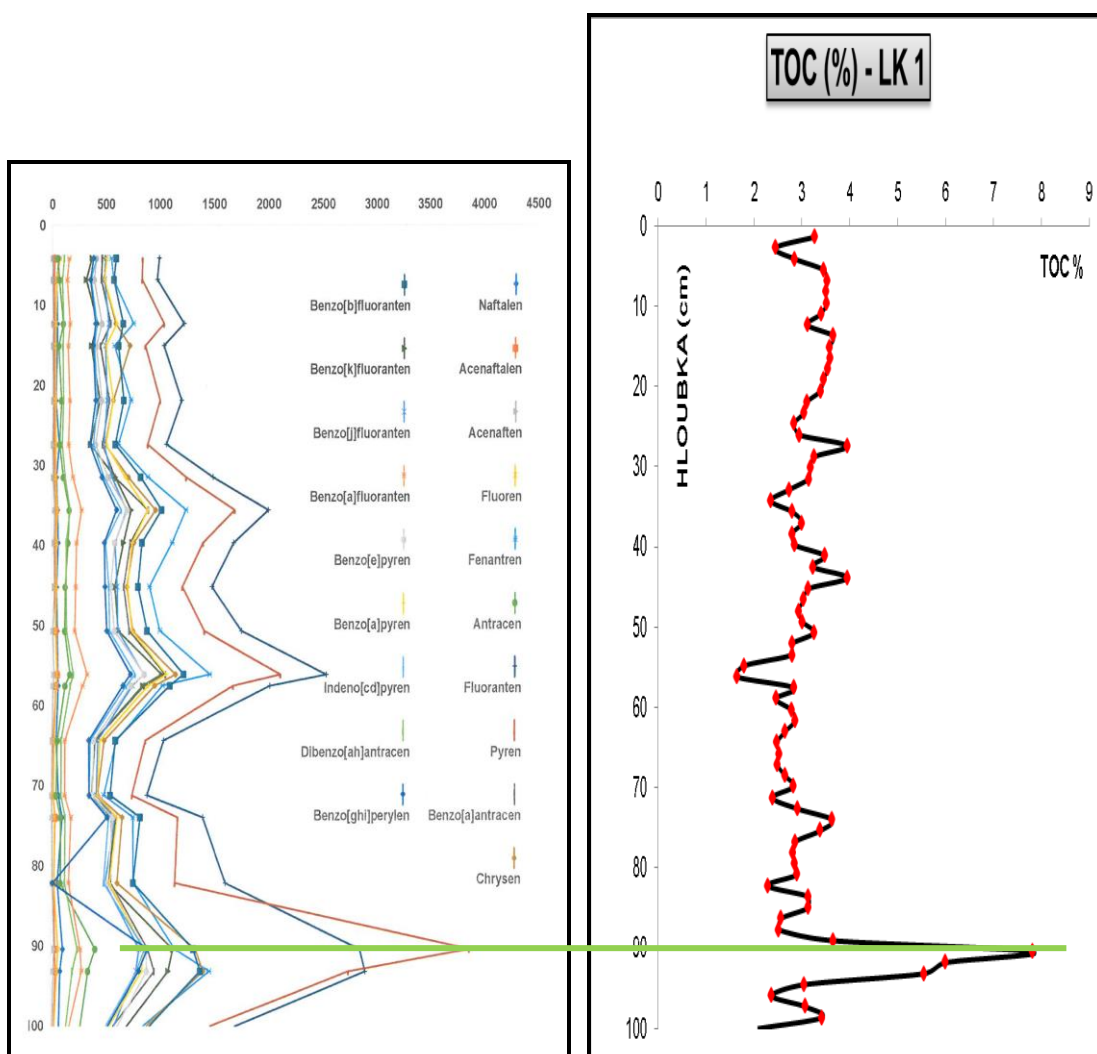 TOC (%) - LK 1
0 500 1000 1500 2000 2500 3000 3500 4000 4500
0
10
20
30
40
50
60
70
80
90
100
Benzo[b]fluoranten Naftalen
Benzo[k]fluoranten Acenaftalen
Benzo[j]fluoranten Acenaften
Benzo[a]fluoranten Fluoren
Benzo[e]pyren Fenantren
Benzo[a]pyren Antracen
Indeno[cd]pyren Fluoranten
Dibenzo[ah]antracen Pyren
Benzo[ghi]perylen Benzo[a]antracen
Chrysen
0 1 2 3 4 5 6 7 8 9
TOC %
HLOUBKA (cm)
0
10
20
30
40
50
60
70
80
90
100